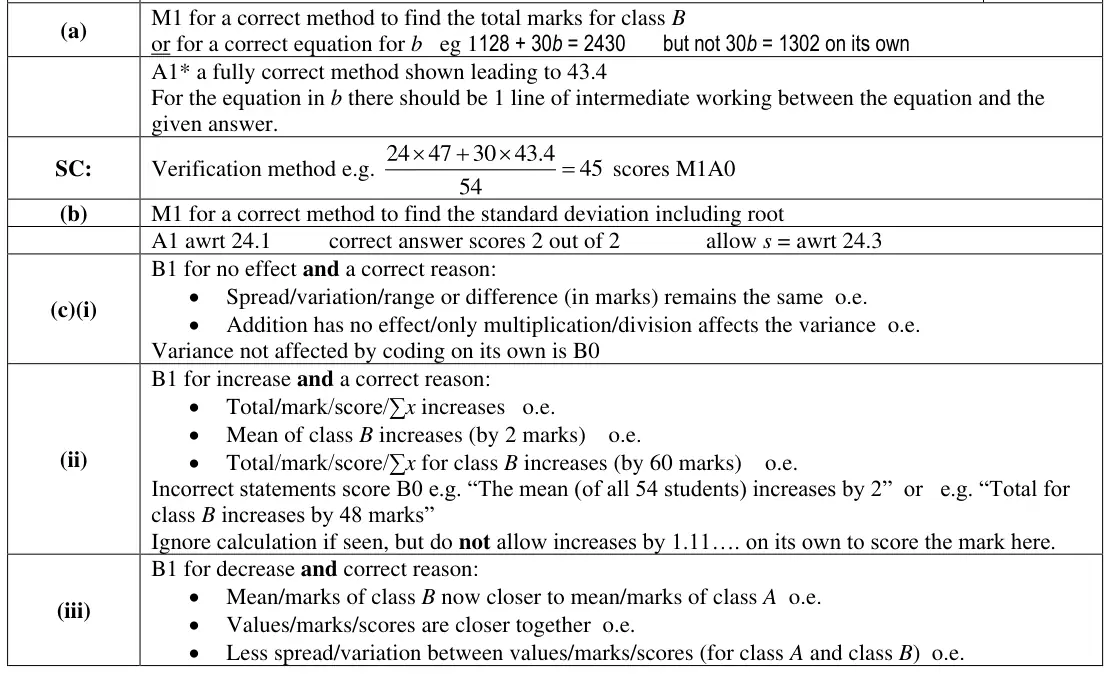 (a) M1 for a correct method to find the total marks for class B
or for a correct equation for b eg 1128 + 30b = 2430 but not 30b = 1302 on its own
A1* a fully correct method shown leading to 43.4
For the equation in b there should be 1 line of intermediate working between the equation and the
given answer.
SC: Verification method e.g. (24 × 47 + 30 × 43.4)/54 = 45 scores M1A0
(b) M1 for a correct method to find the standard deviation including root
A1 awrt 24.1 correct answer scores 2 out of 2 allow s = awrt 24.3
(c)(i) B1 for no effect and a correct reason:
• Spread/variation/range or difference (in marks) remains the same o.e.
• Addition has no effect/only multiplication/division affects the variance o.e.
Variance not affected by coding on its own is B0
(ii) B1 for increase and a correct reason:
• Total/mark/score/∑x increases o.e.
• Mean of class B increases (by 2 marks) o.e.
• Total/mark/score/∑x for class B increases (by 60 marks) o.e.
Incorrect statements score B0 e.g. “The mean (of all 54 students) increases by 2” or e.g. “Total for
class B increases by 48 marks”
Ignore calculation if seen, but do not allow increases by 1.11…. on its own to score the mark here.
(iii) B1 for decrease and correct reason:
• Mean/marks of class B now closer to mean/marks of class A o.e.
• Values/marks/scores are closer together o.e.
• Less spread/variation between values/marks/scores (for class A and class B) o.e.